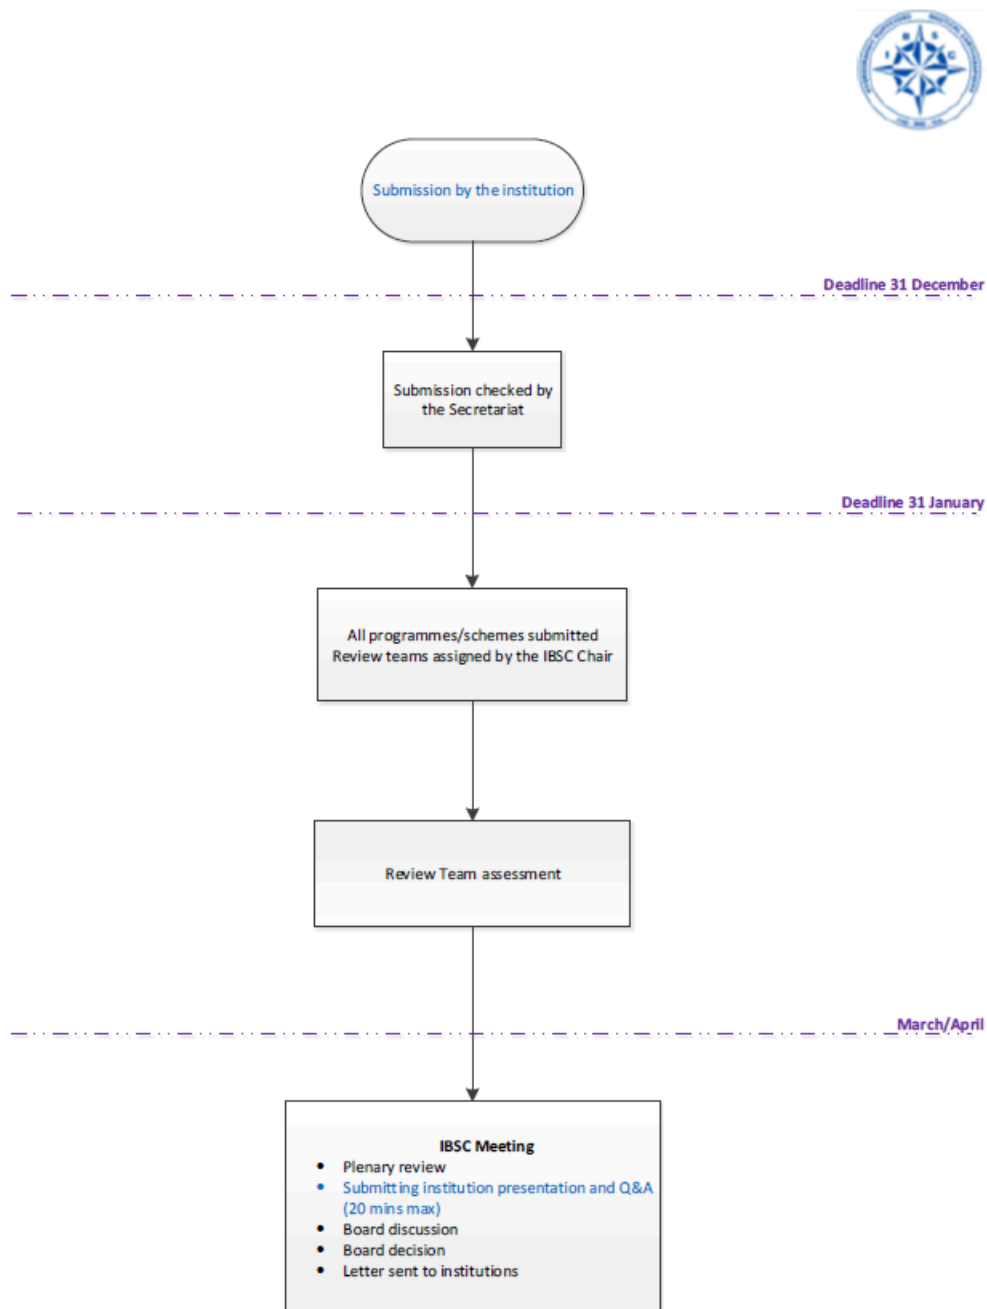 I B S C
Submission by the institution
Deadline 31 December
Submission checked by
the Secretariat
Deadline 31 January
All programmes/schemes submitted
Review teams assigned by the IBSC Chair
Review Team assessment
March/April
IBSC Meeting
• Plenary review
• Submitting institution presentation and Q&A
(20 mins max)
• Board discussion
• Board decision
• Letter sent to institutions